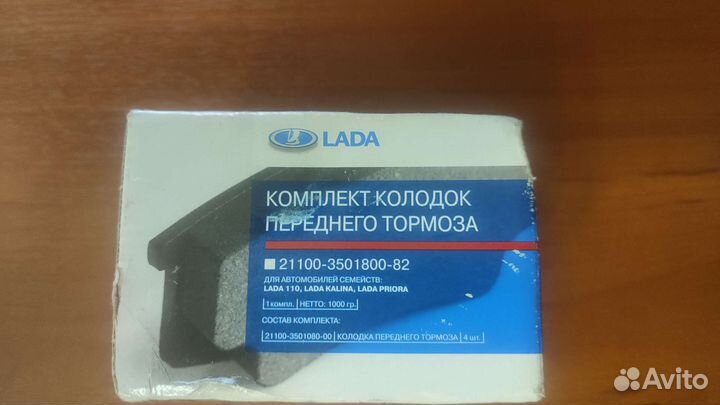 LADA
КОМПЛЕКТ КОЛОДОК
ПЕРЕДНЕГО ТОРМОЗА
21100-3501800-82
ДЛЯ АВТОМОБИЛЕЙ СЕМЕЙСТВ:
LADA 110, LADA KALINA, LADA PRIORA
1 компл. НЕТТО: 1000 гр.
СОСТАВ КОМПЛЕКТА:
21100-3501080-00 КОЛОДКА ПЕРЕДНЕГО ТОРМОЗА 4 шт.
Avito